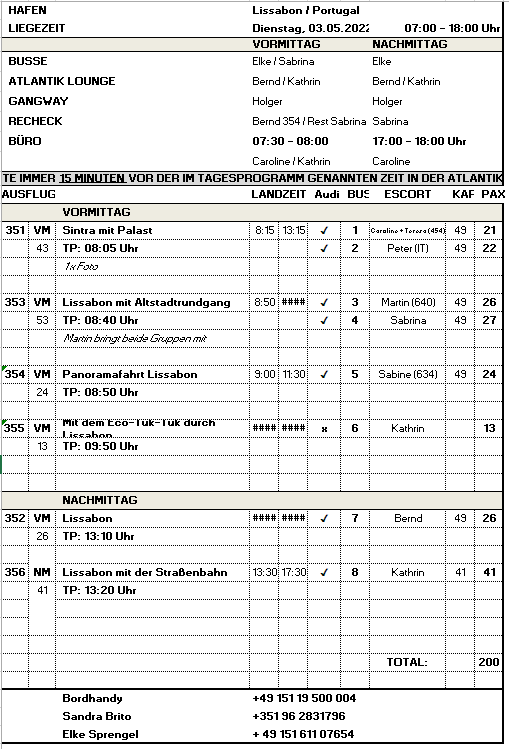 HAFEN Lissabon / Portugal
LIEGEZEIT Dienstag, 03.05.2022 07:00 - 18:00 Uhr
VORMITTAG NACHMITTAG
BUSSE Elke / Sabrina Elke
ATLANTIK LOUNGE Bernd / Kathrin Bernd / Kathrin
GANGWAY Holger Holger
RECHECK Bernd 354 / Rest Sabrina Sabrina
BÜRO 07:30 - 08:00 17:00 - 18:00 Uhr
Caroline / Kathrin Caroline
TE IMMER 15 MINUTEN VOR DER IM TAGESPROGRAMM GENANNTEN ZEIT IN DER ATLANTIK
AUSFLUG LANDZEIT Audi BUS ESCORT KAP PAX
VORMITTAG
351 VM Sintra mit Palast 8:15 13:15 ✓ 1 Caroline + Teresa (454) 49 21
43 TP: 08:05 Uhr ✓ 2 Peter (IT) 49 22
1x Foto
353 VM Lissabon mit Altstadtrundgang 8:50 #### ✓ 3 Martin (640) 49 26
53 TP: 08:40 Uhr ✓ 4 Sabrina 49 27
Martin bringt beide Gruppen mit
354 VM Panoramafahrt Lissabon 9:00 11:30 ✓ 5 Sabine (634) 49 24
24 TP: 08:50 Uhr
355 VM Mit dem Eco-Tuk-Tuk durch Lissabon #### #### x 6 Kathrin 13
13 TP: 09:50 Uhr
NACHMITTAG
352 VM Lissabon #### #### ✓ 7 Bernd 49 26
26 TP: 13:10 Uhr
356 NM Lissabon mit der Straßenbahn 13:30 17:30 ✓ 8 Kathrin 41 41
41 TP: 13:20 Uhr
TOTAL: 200
Bordhandy +49 151 19 500 004
Sandra Brito +351 96 2831796
Elke Sprengel + 49 151 611 07654